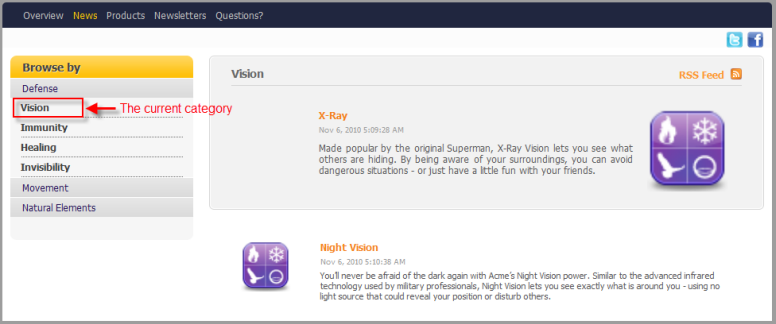 Overview News Products Newsletters Questions?
Browse by
Defense
Vision
The current category
Immunity
Healing
Invisibility
Movement
Natural Elements
Vision
RSS Feed
X-Ray
Nov 6, 2010 5:09:28 AM
Made popular by the original Superman, X-Ray Vision lets you see what
others are hiding. By being aware of your surroundings, you can avoid
dangerous situations - or just have a little fun with your friends.
Night Vision
Nov 6, 2010 5:10:38 AM
You'll never be afraid of the dark again with Acme's Night Vision power. Similar to the advanced infrared
technology used by military professionals, Night Vision lets you see exactly what is around you - using no
light source that could reveal your position or disturb others.